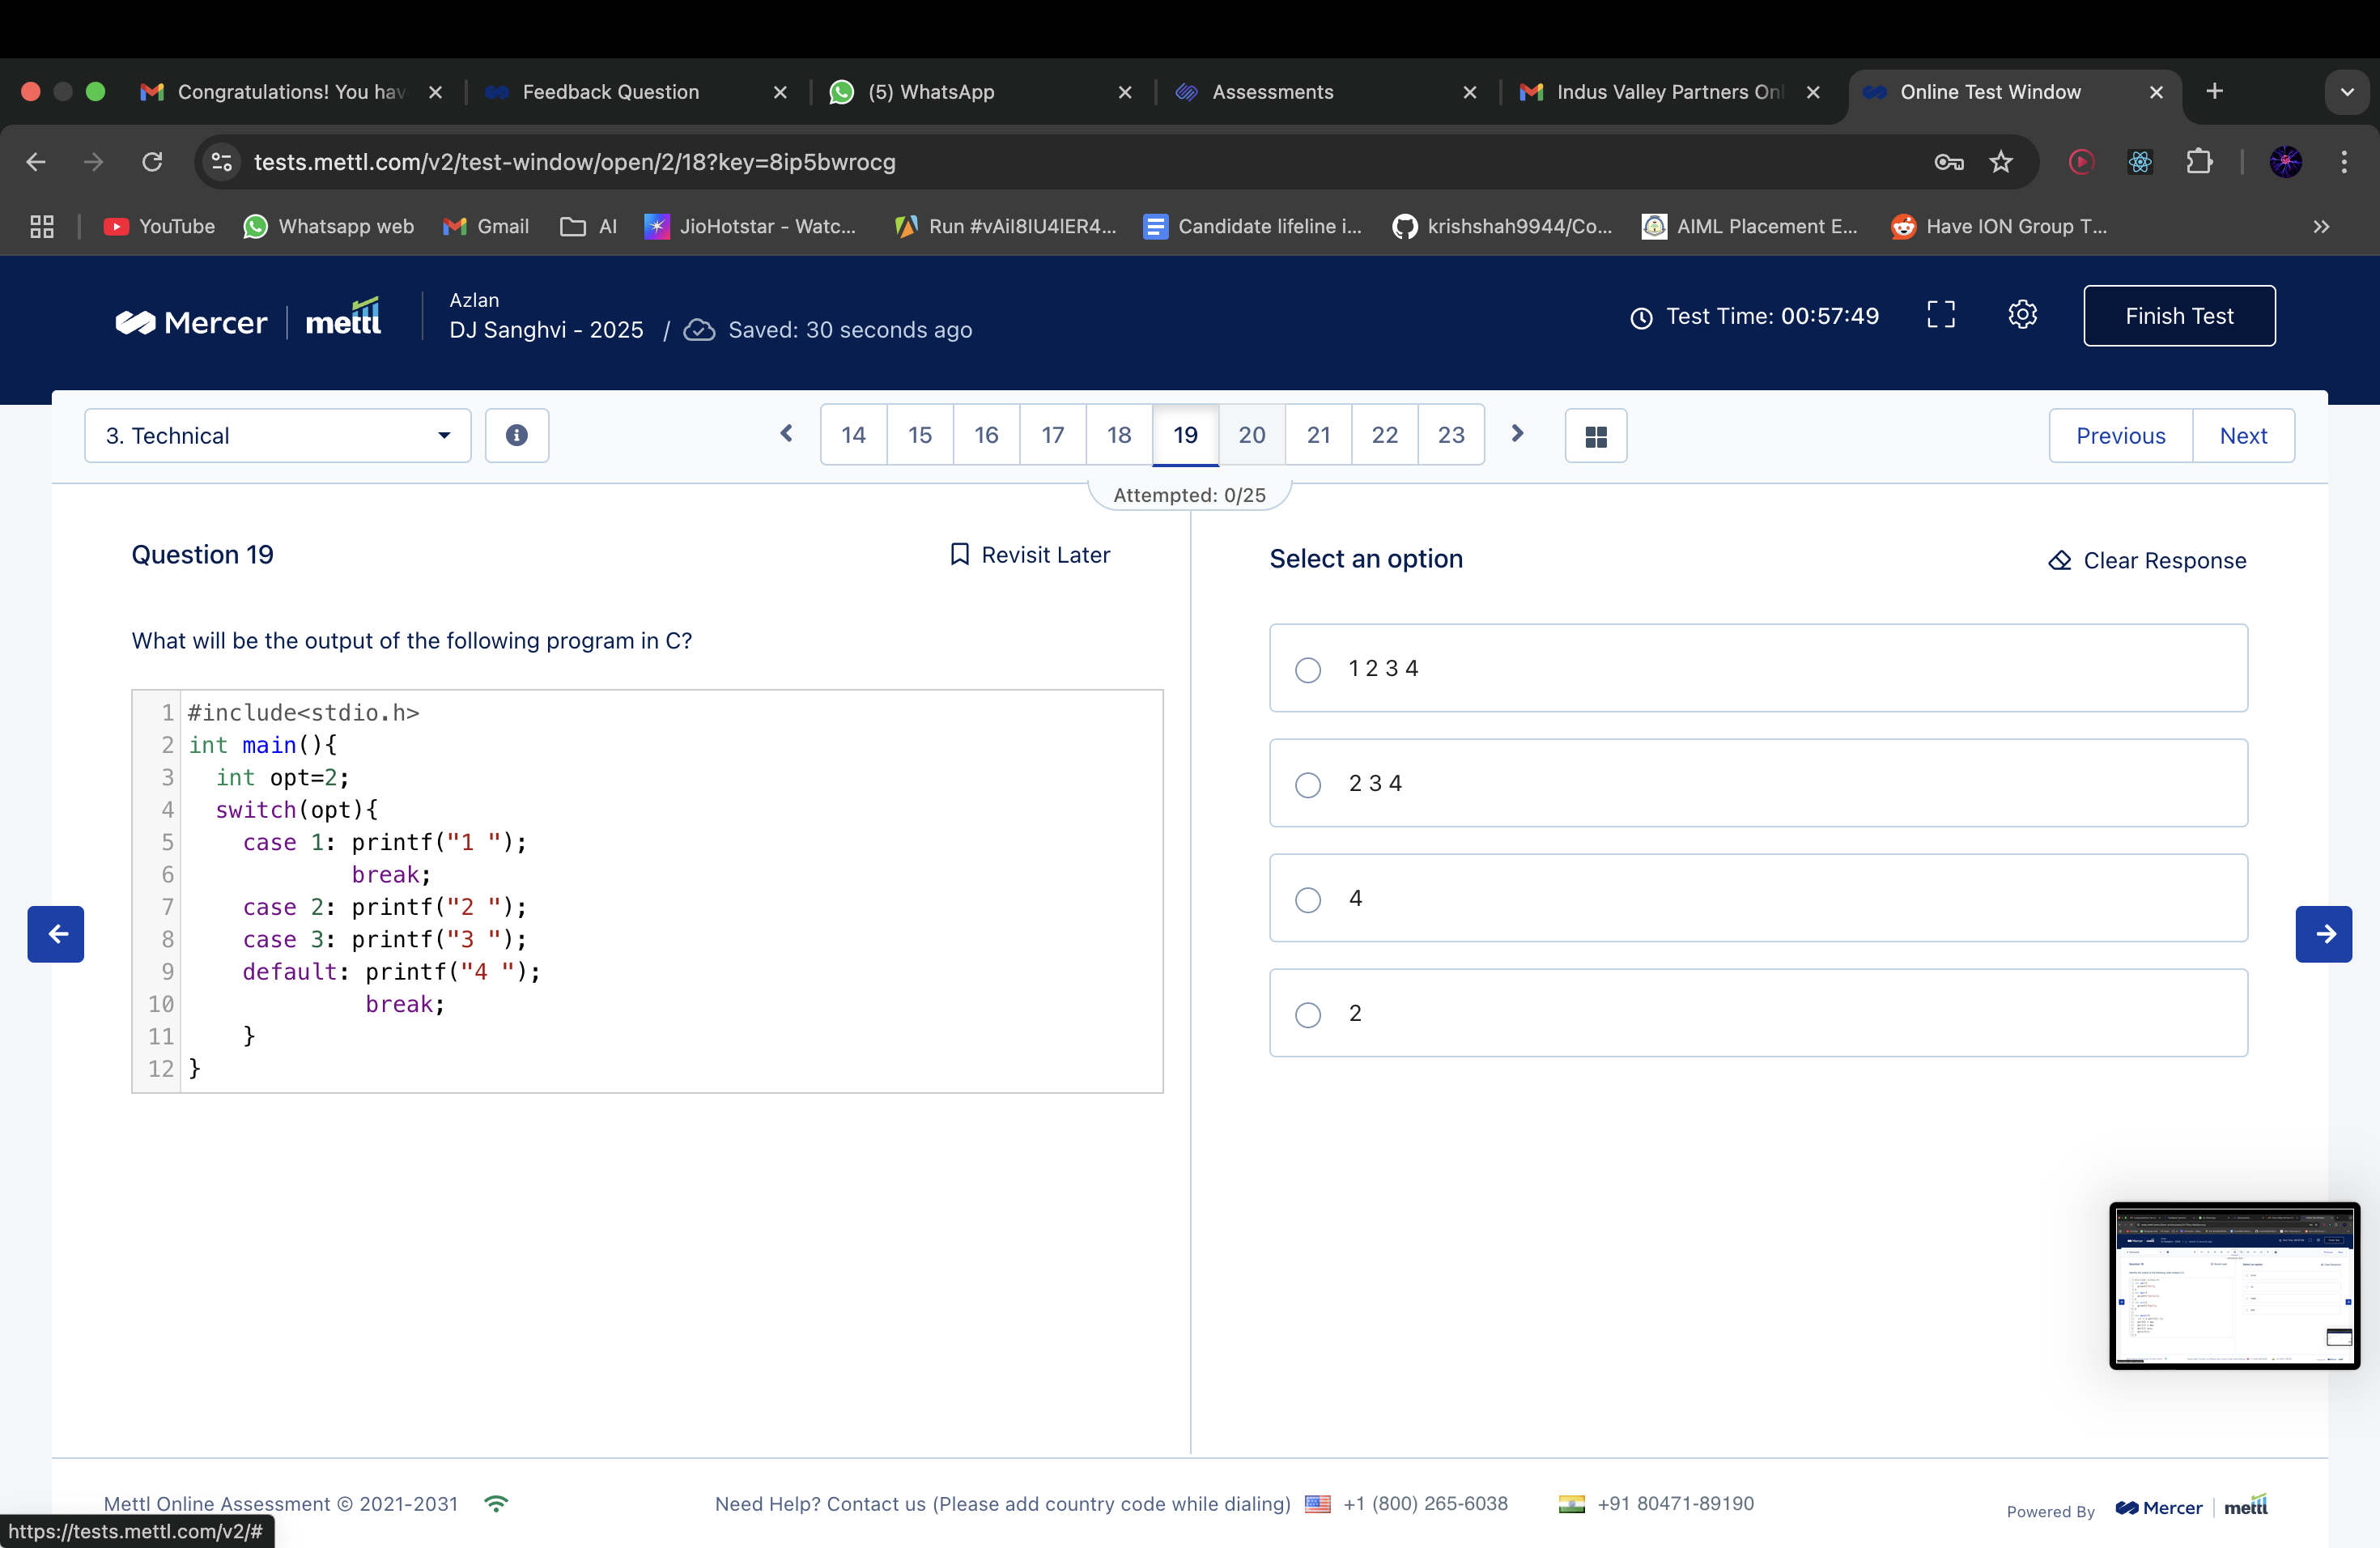 Congratulations! You hav
Feedback Question
(5) WhatsApp
Assessments
Indus Valley Partners Onl
Online Test Window
tests.mettl.com/v2/test-window/open/2/18?key=8ip5bwrocg
YouTube
Whatsapp web
Gmail
AI
JioHotstar - Watc...
Run #vAil8IU4lER4...
Candidate lifeline i...
krishshah9944/Co...
AIML Placement E...
Have ION Group T...
Mercer | mettl
Azlan
DJ Sanghvi - 2025 / Saved: 30 seconds ago
Test Time: 00:57:49
Finish Test
3. Technical
14 15 16 17 18 19 20 21 22 23
Previous Next
Attempted: 0/25
Question 19
Revisit Later
What will be the output of the following program in C?
1 #include<stdio.h>
2 int main(){
3 int opt=2;
4 switch(opt){
5 case 1: printf("1 ");
6 break;
7 case 2: printf("2 ");
8 case 3: printf("3 ");
9 default: printf("4 ");
10 break;
11 }
12 }
Select an option
Clear Response
1 2 3 4
2 3 4
4
2
Mettl Online Assessment © 2021-2031
Need Help? Contact us (Please add country code while dialing) +1 (800) 265-6038 +91 80471-89190
Powered By Mercer | mettl
https://tests.mettl.com/v2/#